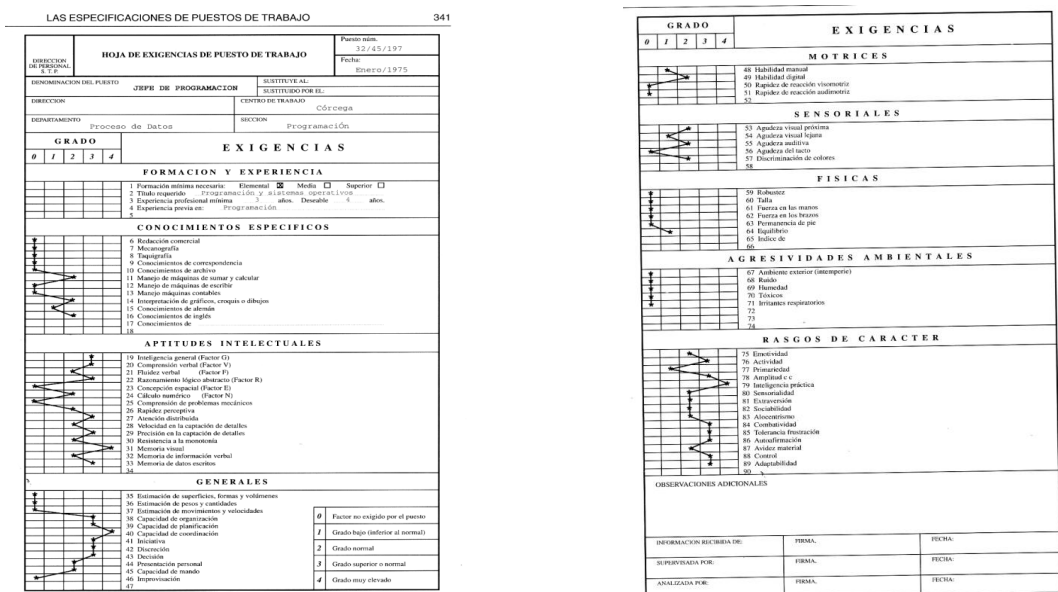 LAS ESPECIFICACIONES DE PUESTOS DE TRABAJO 341
DIRECCION
DE PERSONAL
S. T. P.
HOJA DE EXIGENCIAS DE PUESTO DE TRABAJO
Puesto núm.
32/45/197
Fecha:
Enero/1975
DENOMINACION DEL PUESTO
JEFE DE PROGRAMACION
SUSTITUYE AL:
SUSTITUIDO POR EL:
DIRECCION
CENTRO DE TRABAJO
Córcega
DEPARTAMENTO
Proceso de Datos
SECCION
Programación
GRADO
0 1 2 3 4
EXIGENCIAS
FORMACION Y EXPERIENCIA
1 Formación mínima necesaria: Elemental Media Superior
2 Título requerido Programación y sistemas operativos
3 Experiencia profesional mínima 3 años. Deseable 4 años.
4 Experiencia previa en: Programación
5
CONOCIMIENTOS ESPECIFICOS
6 Redacción comercial
7 Mecanografía
8 Taquigrafía
9 Conocimientos de correspondencia
10 Conocimientos de archivo
11 Manejo de máquinas de sumar y calcular
12 Manejo de máquinas de escribir
13 Manejo máquinas contables
14 Interpretación de gráficos, croquis o dibujos
15 Conocimientos de alemán
16 Conocimientos de inglés
17 Conocimientos de
18
APTITUDES INTELECTUALES
19 Inteligencia general (Factor G)
20 Comprensión verbal (Factor V)
21 Fluidez verbal (Factor F)
22 Razonamiento lógico abstracto (Factor R)
23 Concepción espacial (Factor E)
24 Cálculo numérico (Factor N)
25 Comprensión de problemas mecánicos
26 Rapidez perceptiva
27 Atención distribuida
28 Velocidad en la captación de detalles
29 Precisión en la captación de detalles
30 Resistencia a la monotonía
31 Memoria visual
32 Memoria de información verbal
33 Memoria de datos escritos
34
GENERALES
35 Estimación de superficies, formas y volúmenes
36 Estimación de pesos y cantidades
37 Estimación de movimientos y velocidades
38 Capacidad de organización
39 Capacidad de planificación
40 Capacidad de coordinación
41 Iniciativa
42 Discreción
43 Decisión
44 Presentación personal
45 Capacidad de mando
46 Improvisación
47
0 Factor no exigido por el puesto
1 Grado bajo (inferior al normal)
2 Grado normal
3 Grado superior o normal
4 Grado muy elevado
GRADO
0 1 2 3 4
EXIGENCIAS
MOTRICES
48 Habilidad manual
49 Habilidad digital
50 Rapidez de reacción visomotriz
51 Rapidez de reacción audimotriz
52
SENSORIALES
53 Agudeza visual próxima
54 Agudeza visual lejana
55 Agudeza auditiva
56 Agudeza del tacto
57 Discriminación de colores
58
FISICAS
59 Robustez
60 Talla
61 Fuerza en las manos
62 Fuerza en los brazos
63 Permanencia de pie
64 Equilibrio
65 Indice de
66
AGRESIVIDADES AMBIENTALES
67 Ambiente exterior (intemperie)
68 Ruido
69 Humedad
70 Tóxicos
71 Irritantes respiratorios
72
73
74
RASGOS DE CARACTER
75 Emotividad
76 Actividad
77 Primariedad
78 Amplitud c c
79 Inteligencia práctica
80 Sensorialidad
81 Extraversión
82 Sociabilidad
83 Alocentrismo
84 Combatividad
85 Tolerancia frustración
86 Autoafirmación
87 Avidez material
88 Control
89 Adaptabilidad
90
OBSERVACIONES ADICIONALES
INFORMACION RECIBIDA DE: FIRMA. FECHA:
SUPERVISADA POR: FIRMA. FECHA:
ANALIZADA POR: FIRMA. FECHA: